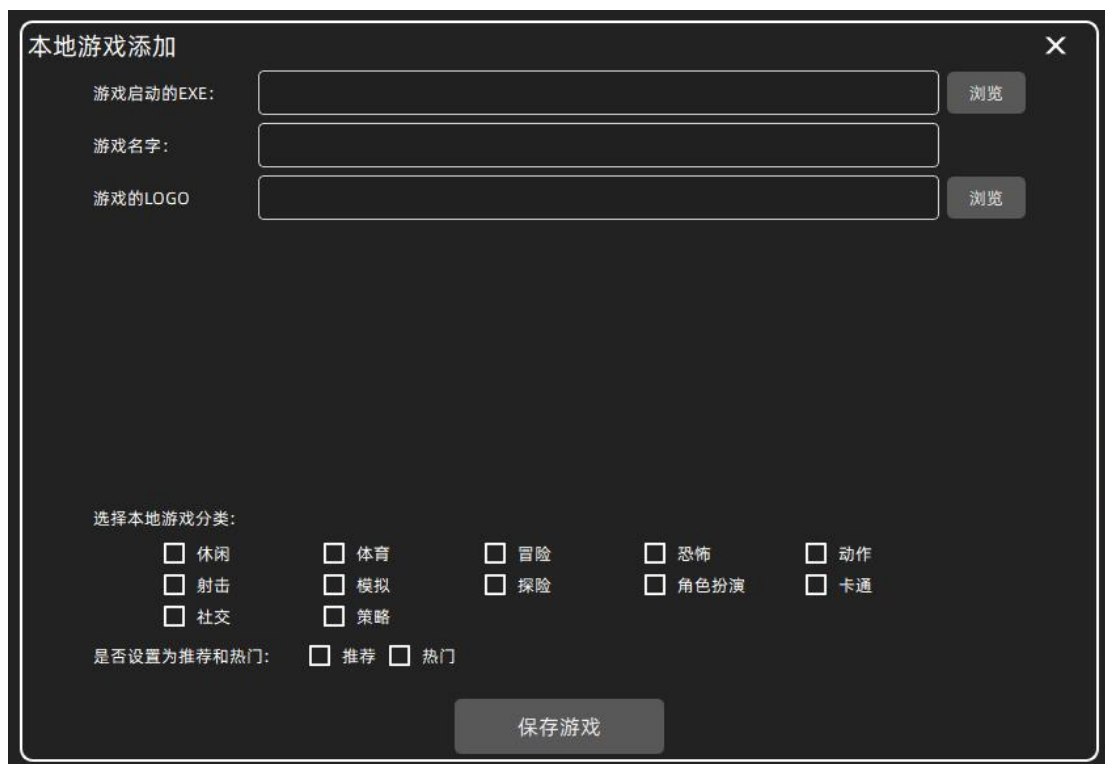 本地游戏添加
游戏启动的EXE: 浏览
游戏名字:
游戏的LOGO 浏览
选择本地游戏分类:
休闲 体育 冒险 恐怖 动作
射击 模拟 探险 角色扮演 卡通
社交 策略
是否设置为推荐和热门: 推荐 热门
保存游戏